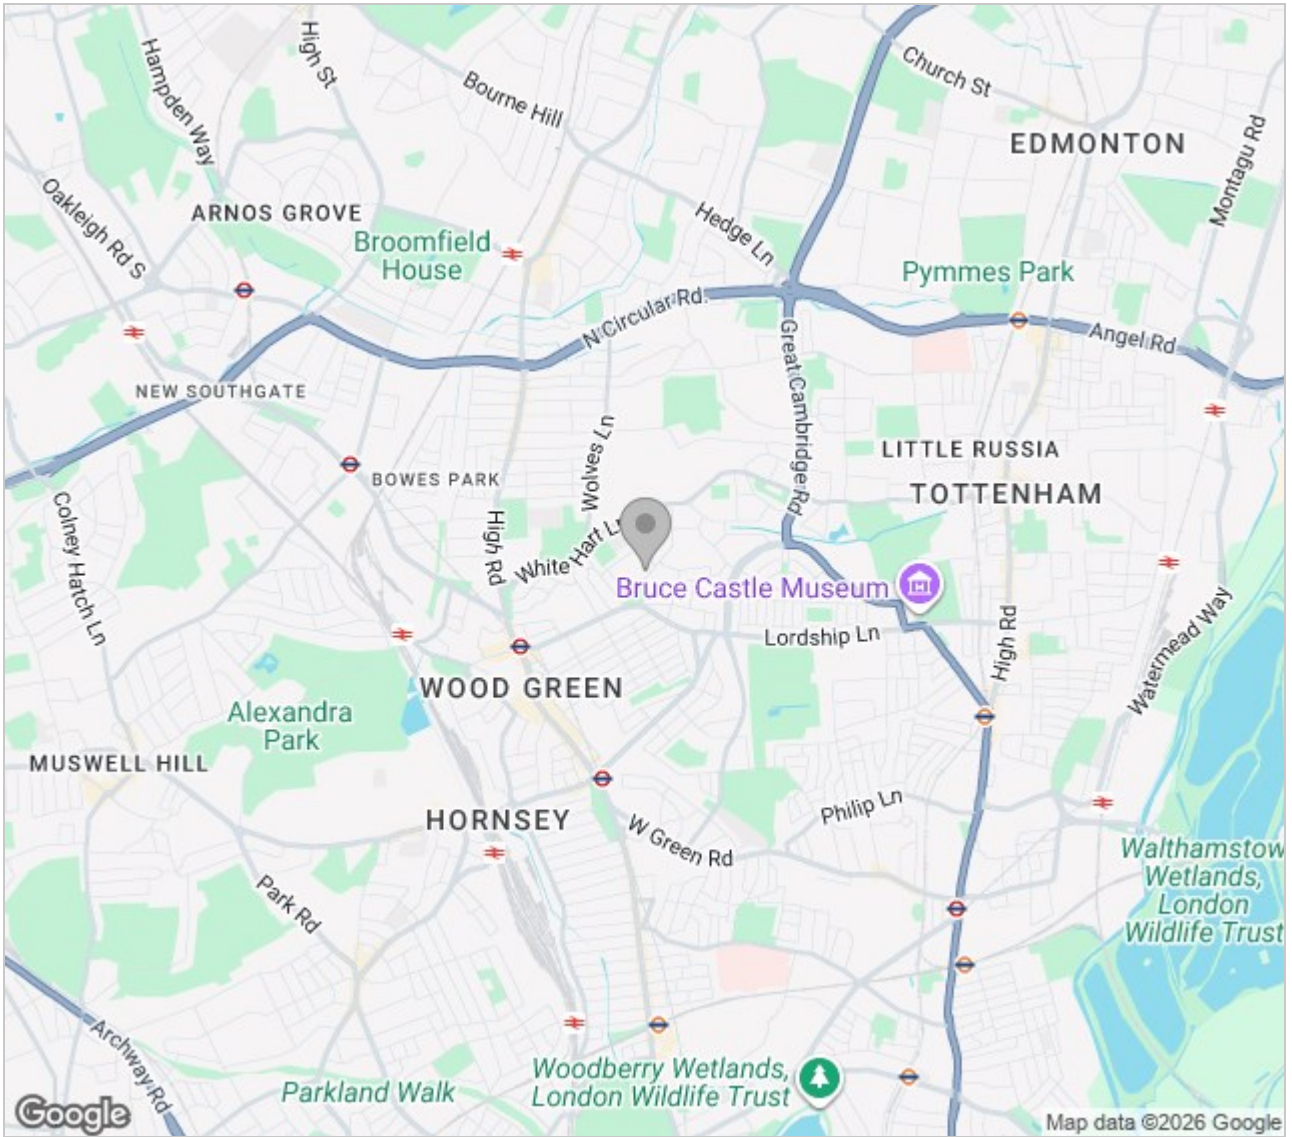 High St
Church St
Hampden Way
Bourne Hill
EDMONTON
Montagu Rd
Oakleigh Rd S
ARNOS GROVE
Hedge Ln
Broomfield
House
Pymmes Park
N Circular Rd
Angel Rd
NEW SOUTHGATE
Great Cambridge Rd
LITTLE RUSSIA
BOWES PARK
Wolves Ln
TOTTENHAM
Colney Hatch Ln
High Rd
White Hart L
Bruce Castle Museum
Lordship Ln
High Rd
Watermead Way
WOOD GREEN
Alexandra
Park
MUSWELL HILL
Philip Ln
HORNSEY
W Green Rd
Walthamstow
Wetlands,
London
Wildlife Trust
Park Rd
Archway Rd
Woodberry Wetlands,
London Wildlife Trust
Parkland Walk
Google
Map data ©2026 Google